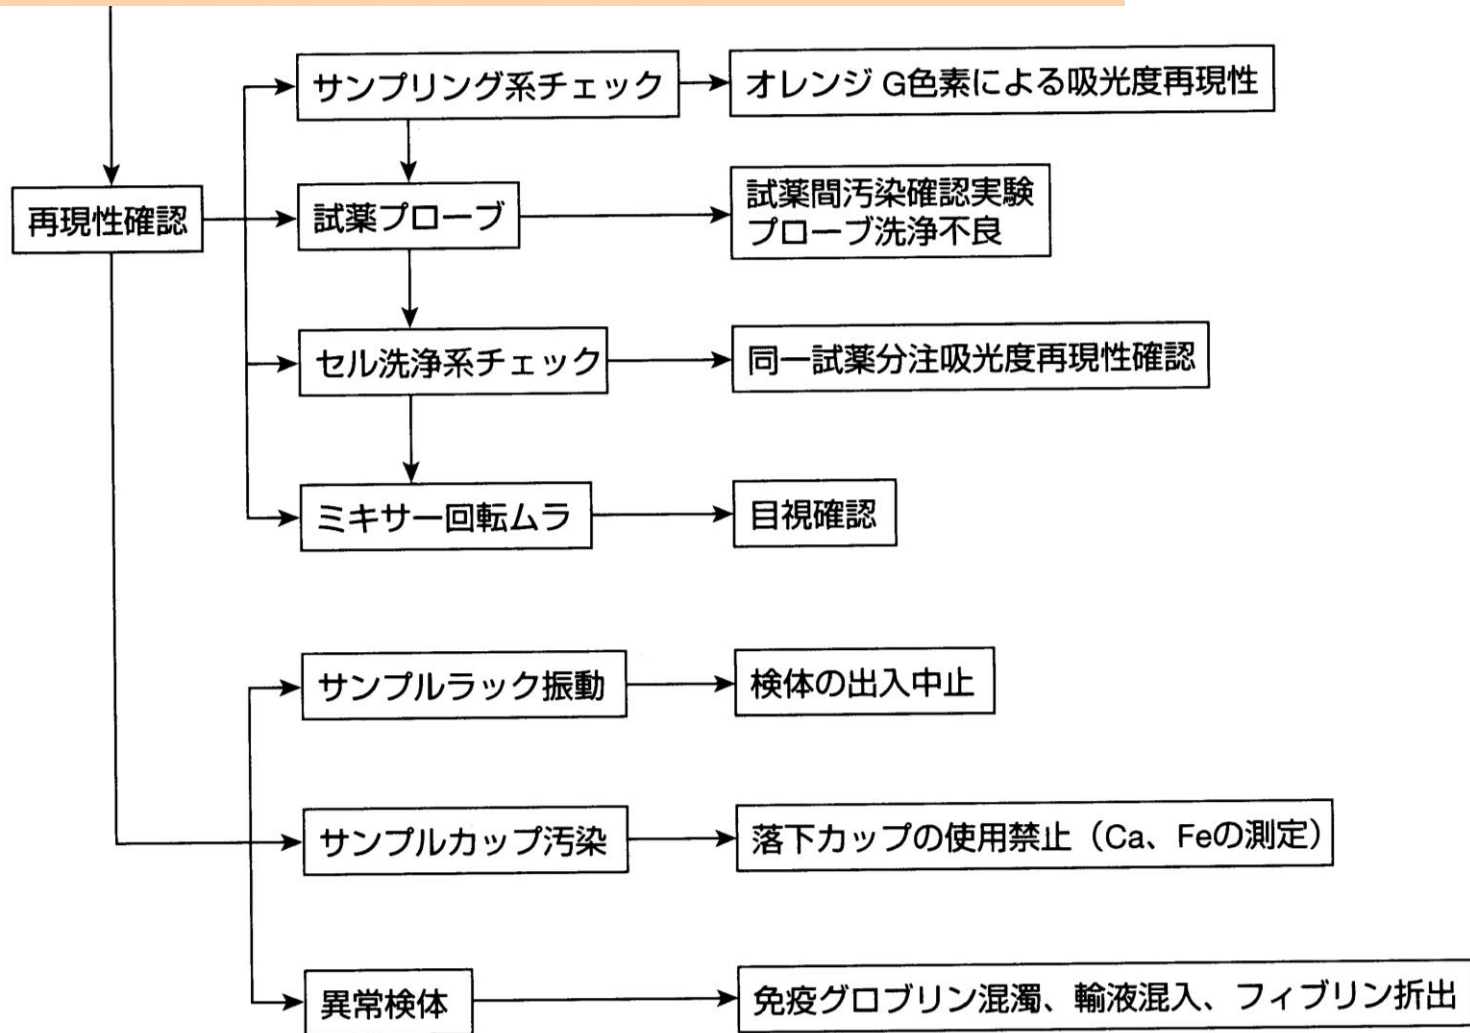 サンプリング系チェック
オレンジG色素による吸光度再現性
再現性確認
試薬プローブ
試薬間汚染確認実験
プローブ洗浄不良
セル洗浄系チェック
同一試薬分注吸光度再現性確認
ミキサー回転ムラ
目視確認
サンプルラック振動
検体の出入中止
サンプルカップ汚染
落下カップの使用禁止（Ca、Feの測定）
異常検体
免疫グロブリン混濁、輸液混入、フィブリン折出